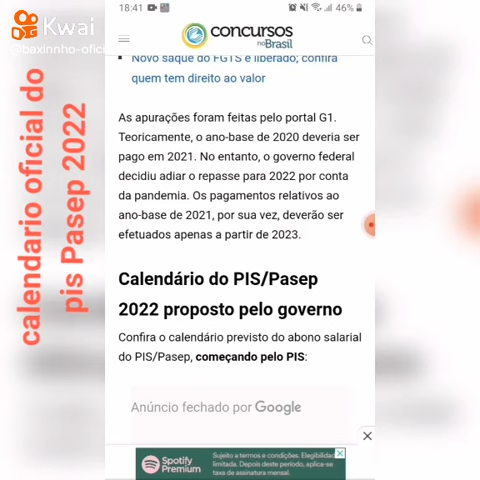 18:41
46%
Kwai
@baxinnho-ofici
calendario oficial do
pis Pasep 2022
concursos
no Brasil
Novo saque do FGTS é liberado; confira
quem tem direito ao valor
As apurações foram feitas pelo portal G1.
Teoricamente, o ano-base de 2020 deveria ser
pago em 2021. No entanto, o governo federal
decidiu adiar o repasse para 2022 por conta
da pandemia. Os pagamentos relativos ao
ano-base de 2021, por sua vez, deverão ser
efetuados apenas a partir de 2023.
Calendário do PIS/Pasep
2022 proposto pelo governo
Confira o calendário previsto do abono salarial
do PIS/Pasep, começando pelo PIS:
Anúncio fechado por Google
Spotify
Premium
Sujeito a termos e condições. Elegibilidade
limitada. Depois deste período, aplica-se
taxa de assinatura mensal.